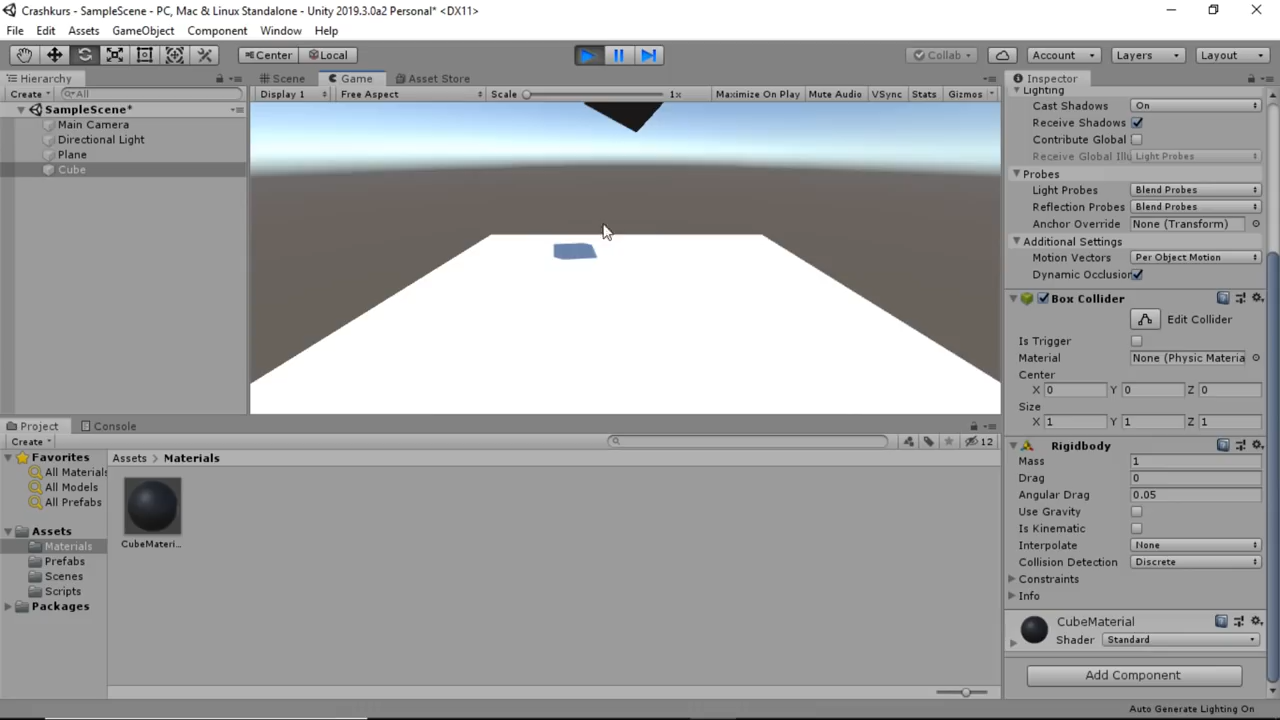 Crashkurs - SampleScene - PC, Mac & Linux Standalone - Unity 2019.3.0a2 Personal* <DX11>
File Edit Assets GameObject Component Window Help
Center Local Collab Account Layers Layout
Hierarchy
Create All
SampleScene*
Main Camera
Directional Light
Plane
Cube
Scene Game Asset Store
Display 1 Free Aspect Scale 1x Maximize On Play Mute Audio VSync Stats Gizmos
Inspector
Lighting
Cast Shadows On
Receive Shadows
Contribute Global
Receive Global Illu Light Probes
Probes
Light Probes Blend Probes
Reflection Probes Blend Probes
Anchor Override None (Transform)
Additional Settings
Motion Vectors Per Object Motion
Dynamic Occlusion
Box Collider
Edit Collider
Is Trigger
Material None (Physic Materia
Center
X 0 Y 0 Z 0
Size
X 1 Y 1 Z 1
Rigidbody
Mass 1
Drag 0
Angular Drag 0.05
Use Gravity
Is Kinematic
Interpolate None
Collision Detection Discrete
Constraints
Info
CubeMaterial
Shader Standard
Add Component
Project Console
Create 12
Favorites
All Materials
All Models
All Prefabs
Assets
Materials
Prefabs
Scenes
Scripts
Packages
Assets > Materials
CubeMateri...
Auto Generate Lighting On